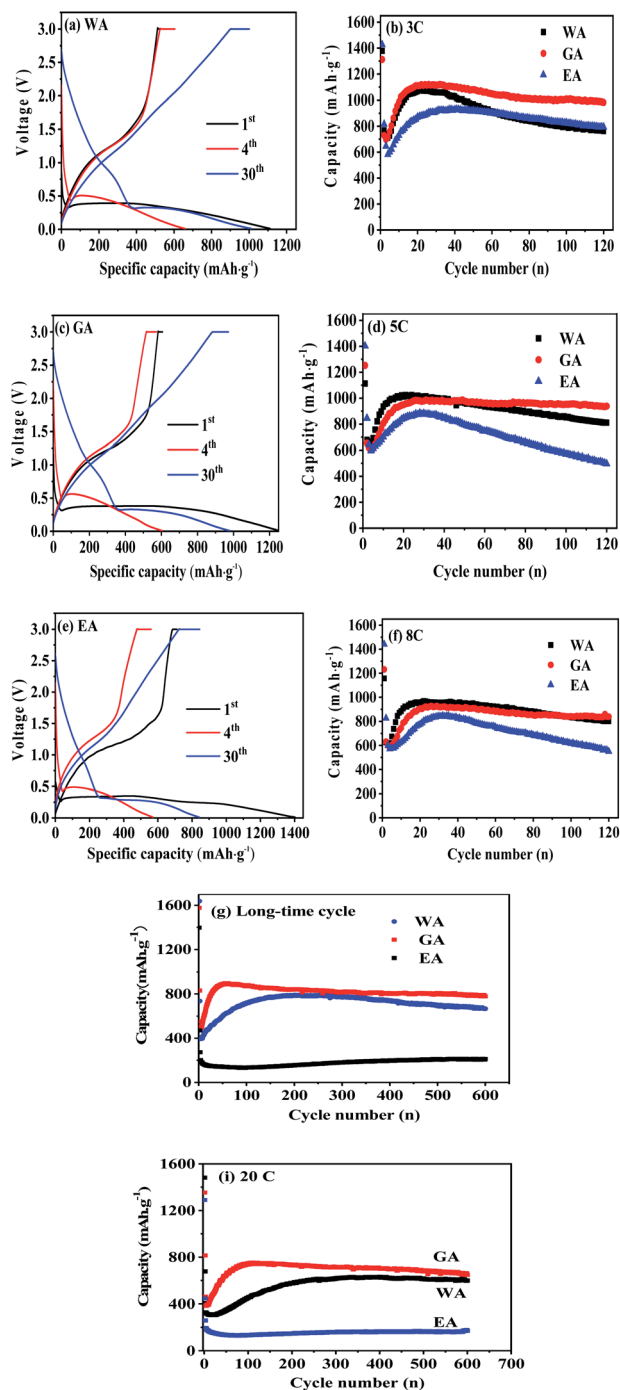 (a) WA
Voltage (V)
3.0
2.5
2.0
1.5
1.0
0.5
0.0
1st
4th
30th
0 200 400 600 800 1000 1200
Specific capacity (mAh·g-1)
(b) 3C
WA
GA
EA
Capacity (m Ah·g-1)
1600
1400
1200
1000
800
600
400
200
0
0 20 40 60 80 100 120
Cycle number (n)
(c) GA
Voltage (V)
3.0
2.5
2.0
1.5
1.0
0.5
0.0
1st
4th
30th
0 200 400 600 800 1000 1200
Specific capacity (mAh·g-1)
(d) 5C
WA
GA
EA
Capacity (m Ah·g-1)
1600
1400
1200
1000
800
600
400
200
0
0 20 40 60 80 100 120
Cycle number (n)
(e) EA
Voltage (V)
3.0
2.5
2.0
1.5
1.0
0.5
0.0
1st
4th
30th
0 200 400 600 800 1000 1200 1400
Specific capacity (mAh·g-1)
(f) 8C
WA
GA
EA
Capacity (m Ah·g-1)
1600
1400
1200
1000
800
600
400
200
0
0 20 40 60 80 100 120
Cycle number (n)
(g) Long-time cycle
WA
GA
EA
Capacity(mAh.g-1)
1600
1200
800
400
0
0 100 200 300 400 500 600
Cycle number (n)
(i) 20 C
Capacity (mAh.g-1)
1600
1200
800
400
0
GA
WA
EA
0 100 200 300 400 500 600 700
Cycle number (n)